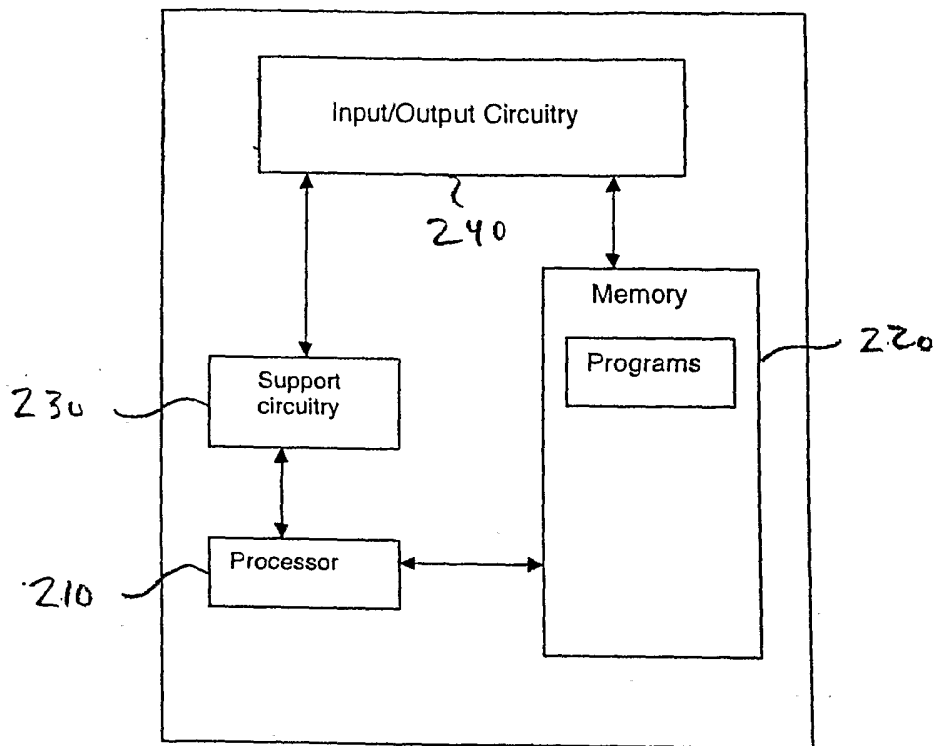 Input/Output Circuitry
240
Memory
Programs
220
Support
circuitry
230
Processor
210